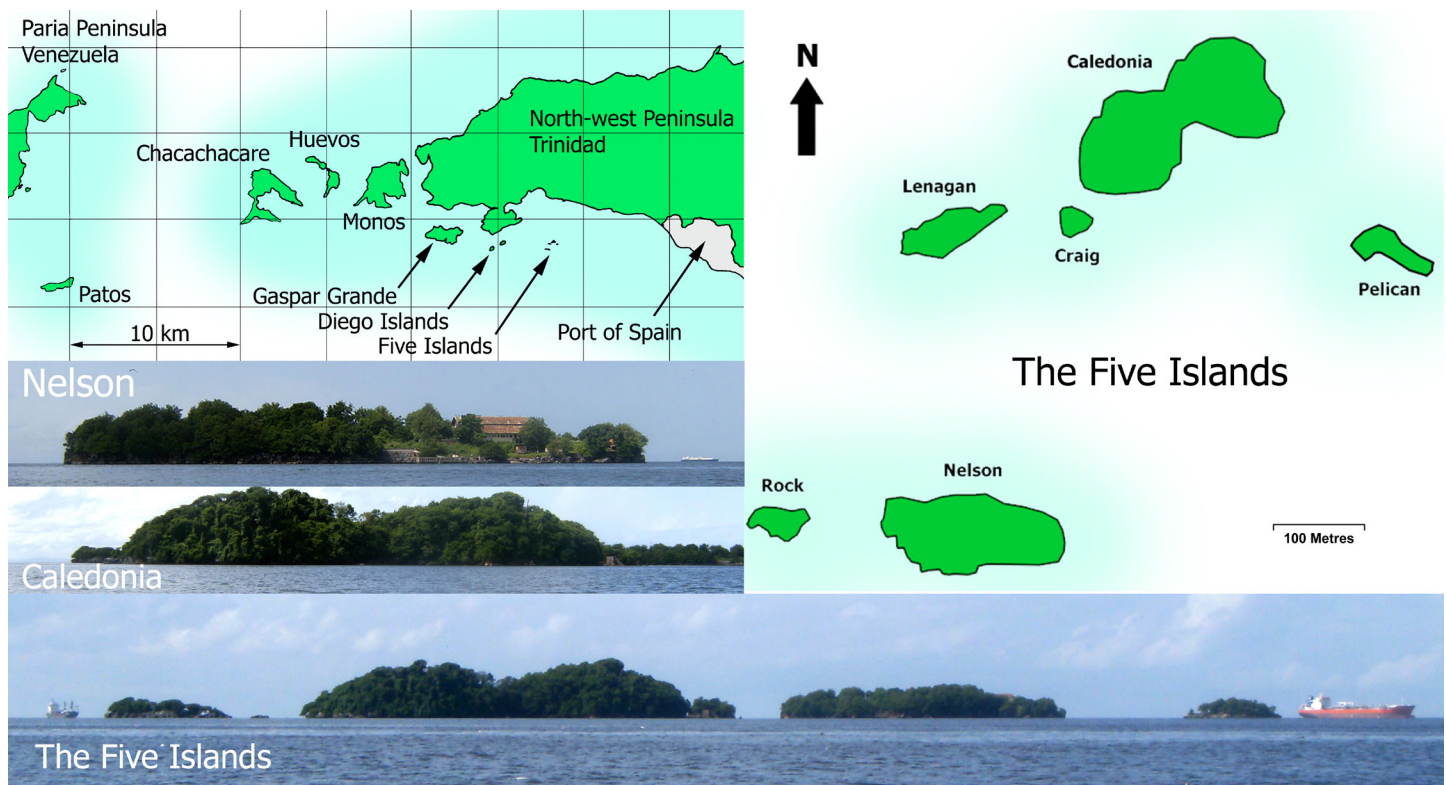 Paria Peninsula
Venezuela
Huevos
Chacachacare
North-west Peninsula
Trinidad
Monos
Patos
Gaspar Grande
Diego Islands
Five Islands
Port of Spain
10 km
N
Caledonia
Lenagan
Craig
Pelican
The Five Islands
Rock
Nelson
100 Metres
Nelson
Caledonia
The Five Islands